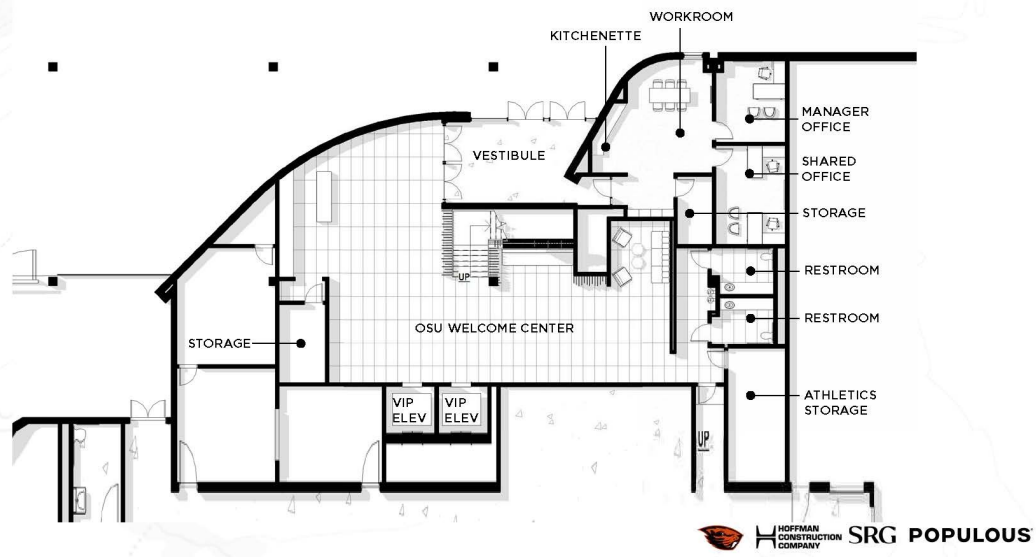 WORKROOM
KITCHENETTE
MANAGER
OFFICE
VESTIBULE
SHARED
OFFICE
STORAGE
UP
RESTROOM
RESTROOM
OSU WELCOME CENTER
STORAGE
VIP
ELEV
VIP
ELEV
ATHLETICS
STORAGE
UP
HOFFMAN
CONSTRUCTION
COMPANY
SRG
POPULOUS